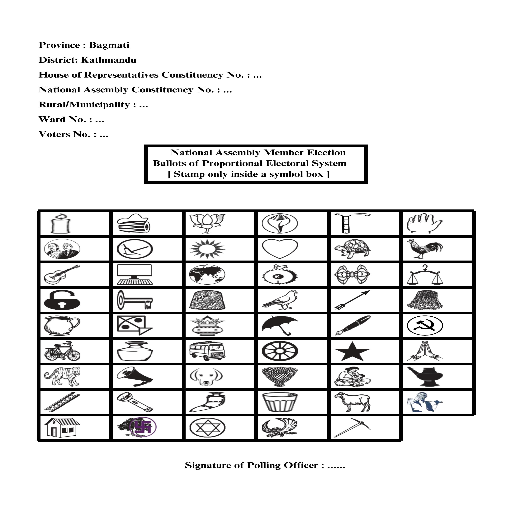 Province : Bagmati
District: Kathmandu
House of Representatives Constituency No. : ...
National Assembly Constituency No. : ...
Rural/Municipality : ...
Ward No. : ...
Voters No. : ...
National Assembly Member Election
Ballots of Proportional Electoral System
[ Stamp only inside a symbol box ]
Signature of Polling Officer : ......